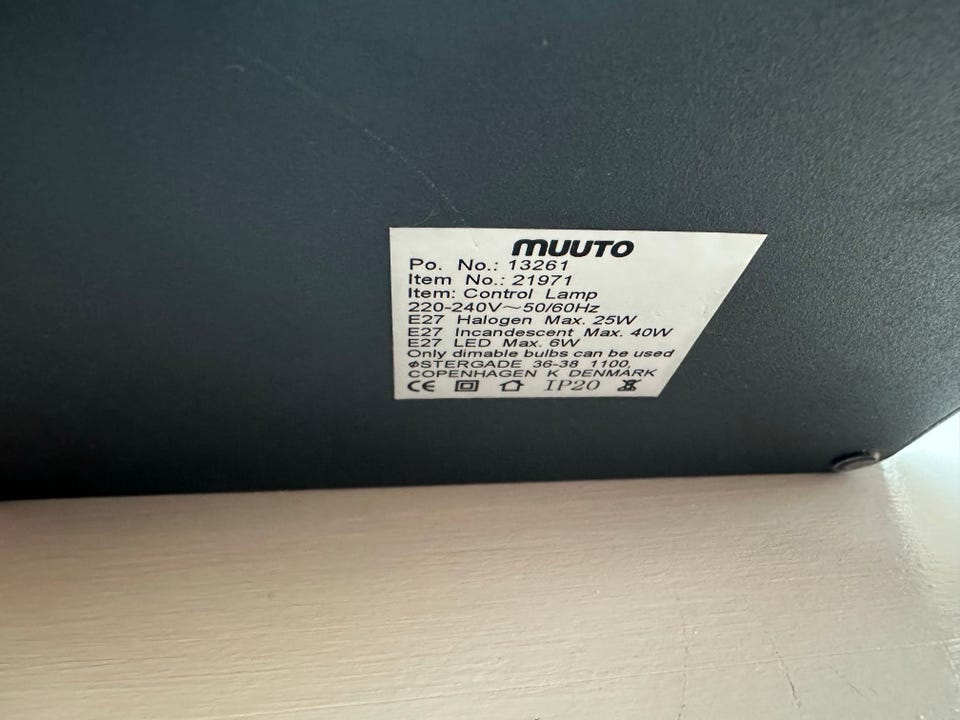 MUUTO
Po. No.: 13261
Item No.: 21971
Item: Control Lamp
220-240V~50/60Hz
E27 Halogen Max. 25W
E27 Incandescent Max. 40W
E27 LED Max. 6W
Only dimable bulbs can be used
ØSTERGADE 36-38 1100,
COPENHAGEN K DENMARK
CE IP20